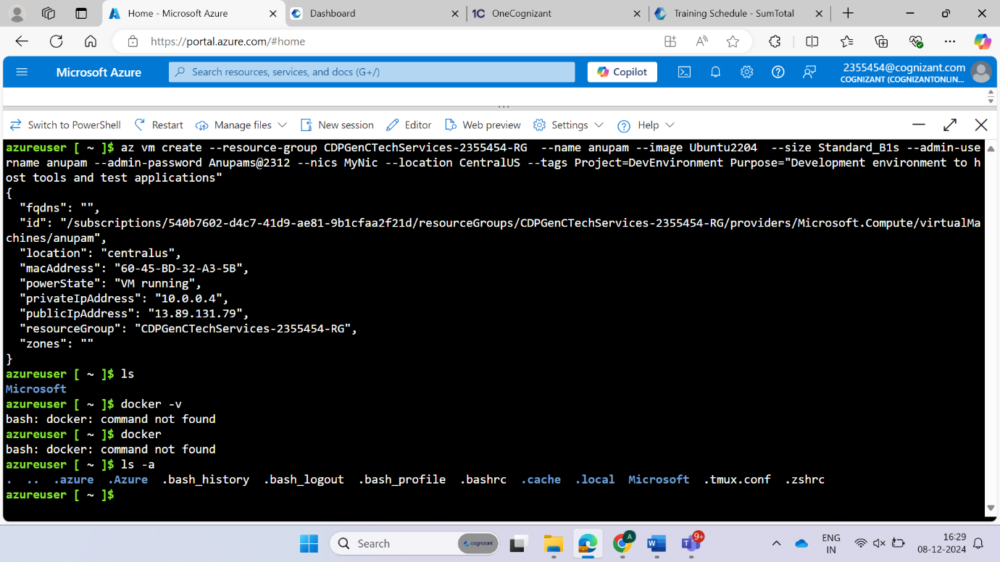 Home - Microsoft Azure
Dashboard
1C OneCognizant
Training Schedule - SumTotal
https://portal.azure.com/#home
Microsoft Azure
Search resources, services, and docs (G+/)
Copilot
2355454@cognizant.com
COGNIZANT (COGNIZANTONLIN...
Switch to PowerShell
Restart
Manage files
New session
Editor
Web preview
Settings
Help
azureuser [ ~ ]$ az vm create --resource-group CDPGenCTechServices-2355454-RG  --name anupam --image Ubuntu2204  --size Standard_B1s --admin-use
rname anupam --admin-password Anupams@2312 --nics MyNic --location CentralUS --tags Project=DevEnvironment Purpose="Development environment to h
ost tools and test applications"
{
  "fqdns": "",
  "id": "/subscriptions/540b7602-d4c7-41d9-ae81-9b1cfaa2f21d/resourceGroups/CDPGenCTechServices-2355454-RG/providers/Microsoft.Compute/virtualMa
chines/anupam",
  "location": "centralus",
  "macAddress": "60-45-BD-32-A3-5B",
  "powerState": "VM running",
  "privateIpAddress": "10.0.0.4",
  "publicIpAddress": "13.89.131.79",
  "resourceGroup": "CDPGenCTechServices-2355454-RG",
  "zones": ""
}
azureuser [ ~ ]$ ls
Microsoft
azureuser [ ~ ]$ docker -v
bash: docker: command not found
azureuser [ ~ ]$ docker
bash: docker: command not found
azureuser [ ~ ]$ ls -a
.  ..  .azure  .Azure  .bash_history  .bash_logout  .bash_profile  .bashrc  .cache  .local  Microsoft  .tmux.conf  .zshrc
azureuser [ ~ ]$
Search
cognizant
A
9+
ENG
IN
16:29
08-12-2024